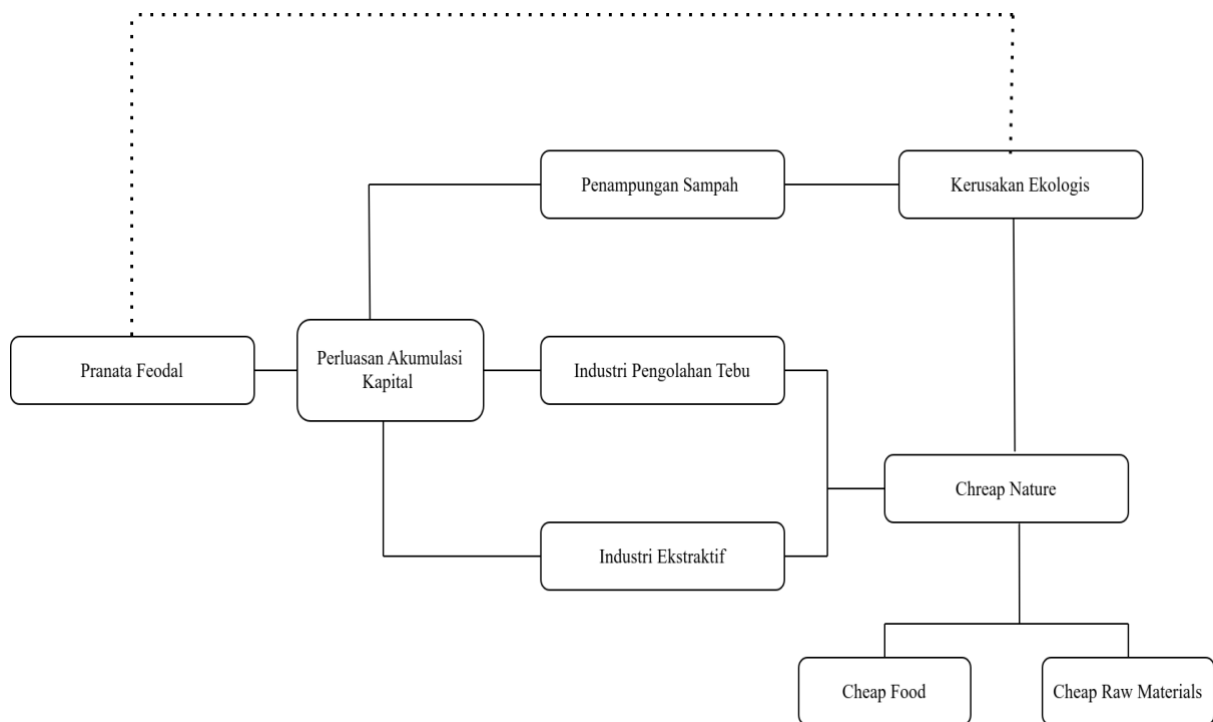 Penampungan Sampah
Kerusakan Ekologis
Pranata Feodal
Perluasan Akumulasi
Kapital
Industri Pengolahan Tebu
Chreap Nature
Industri Ekstraktif
Cheap Food
Cheap Raw Materials